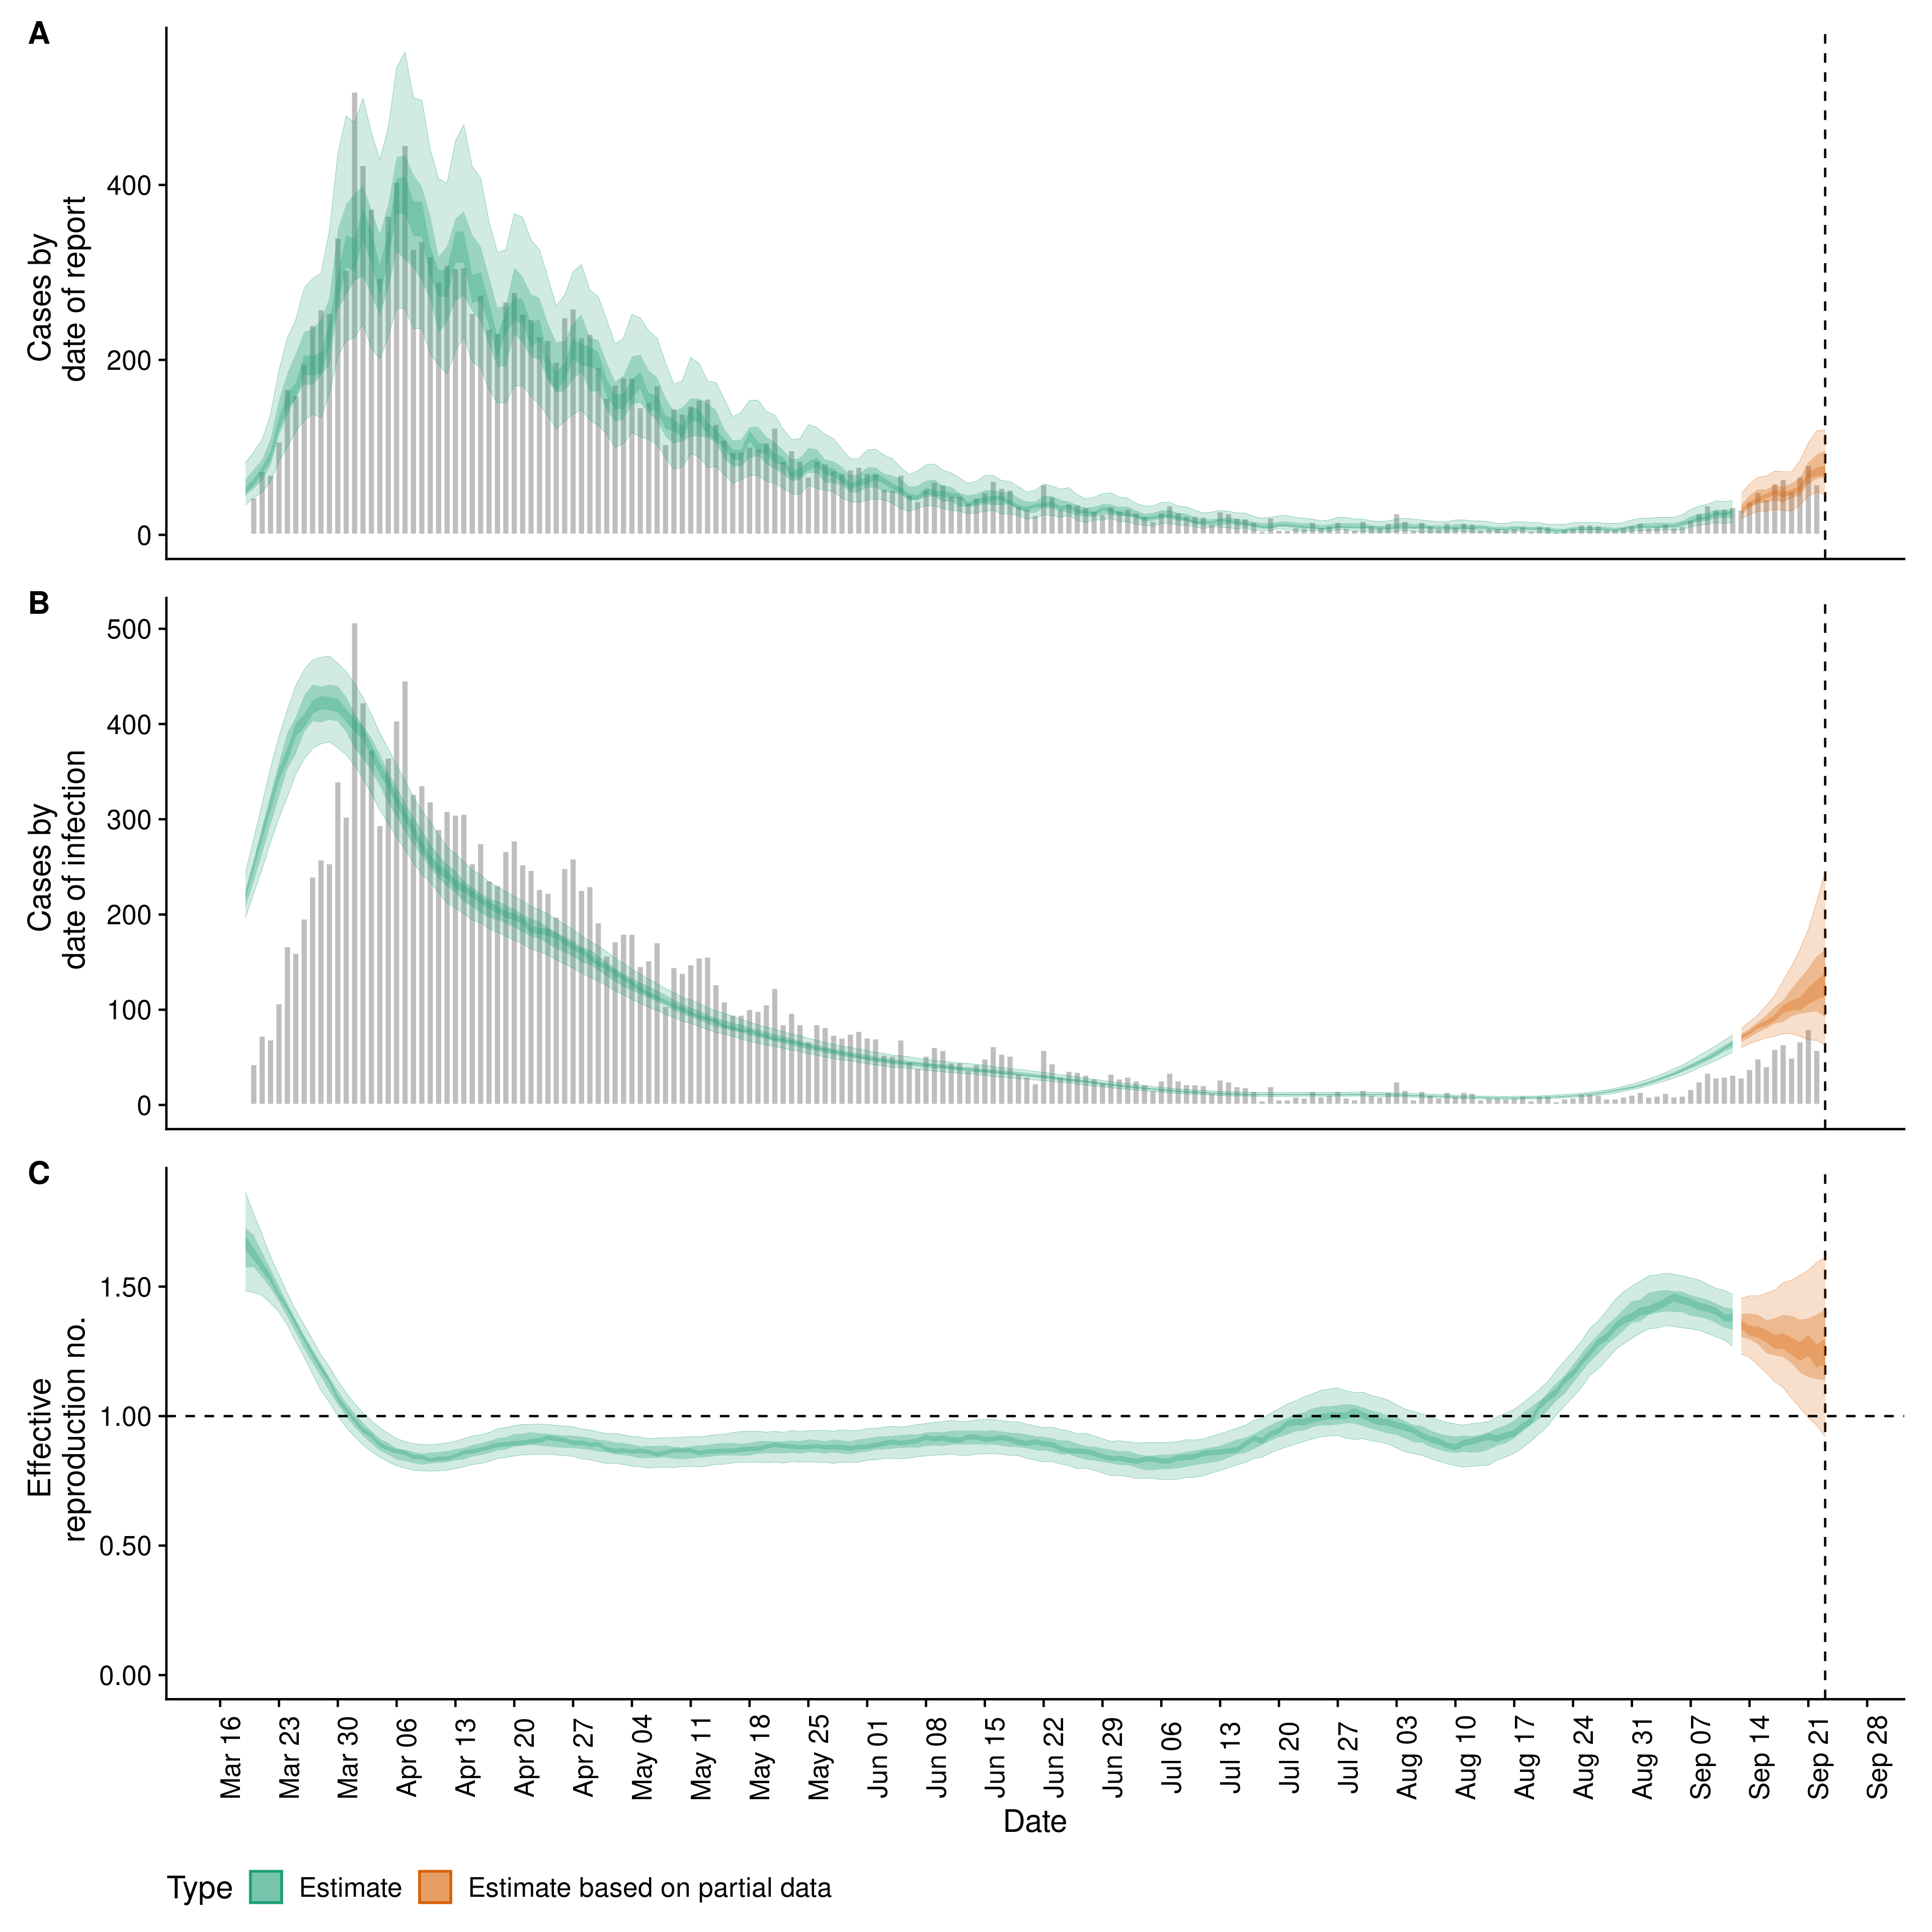 A
Cases by
date of report
400
200
0
B
Cases by
date of infection
500
400
300
200
100
0
C
Effective
reproduction no.
1.50
1.00
0.50
0.00
Mar 16
Mar 23
Mar 30
Apr 06
Apr 13
Apr 20
Apr 27
May 04
May 11
May 18
May 25
Jun 01
Jun 08
Jun 15
Jun 22
Jun 29
Jul 06
Jul 13
Jul 20
Jul 27
Aug 03
Aug 10
Aug 17
Aug 24
Aug 31
Sep 07
Sep 14
Sep 21
Sep 28
Date
Type Estimate Estimate based on partial data